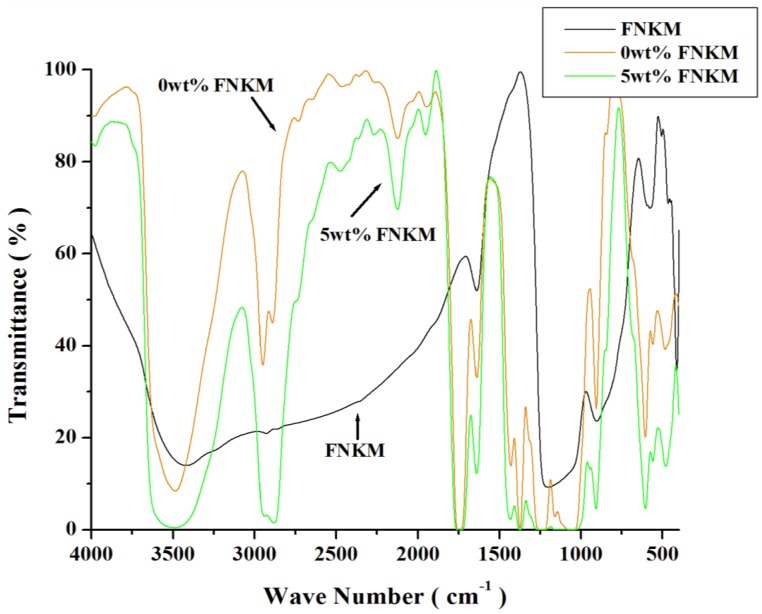 FNKM
0wt% FNKM
5wt% FNKM
100
80
60
40
20
0
Transmittance ( % )
0wt% FNKM
5wt% FNKM
FNKM
4000 3500 3000 2500 2000 1500 1000 500
Wave Number ( cm-1 )